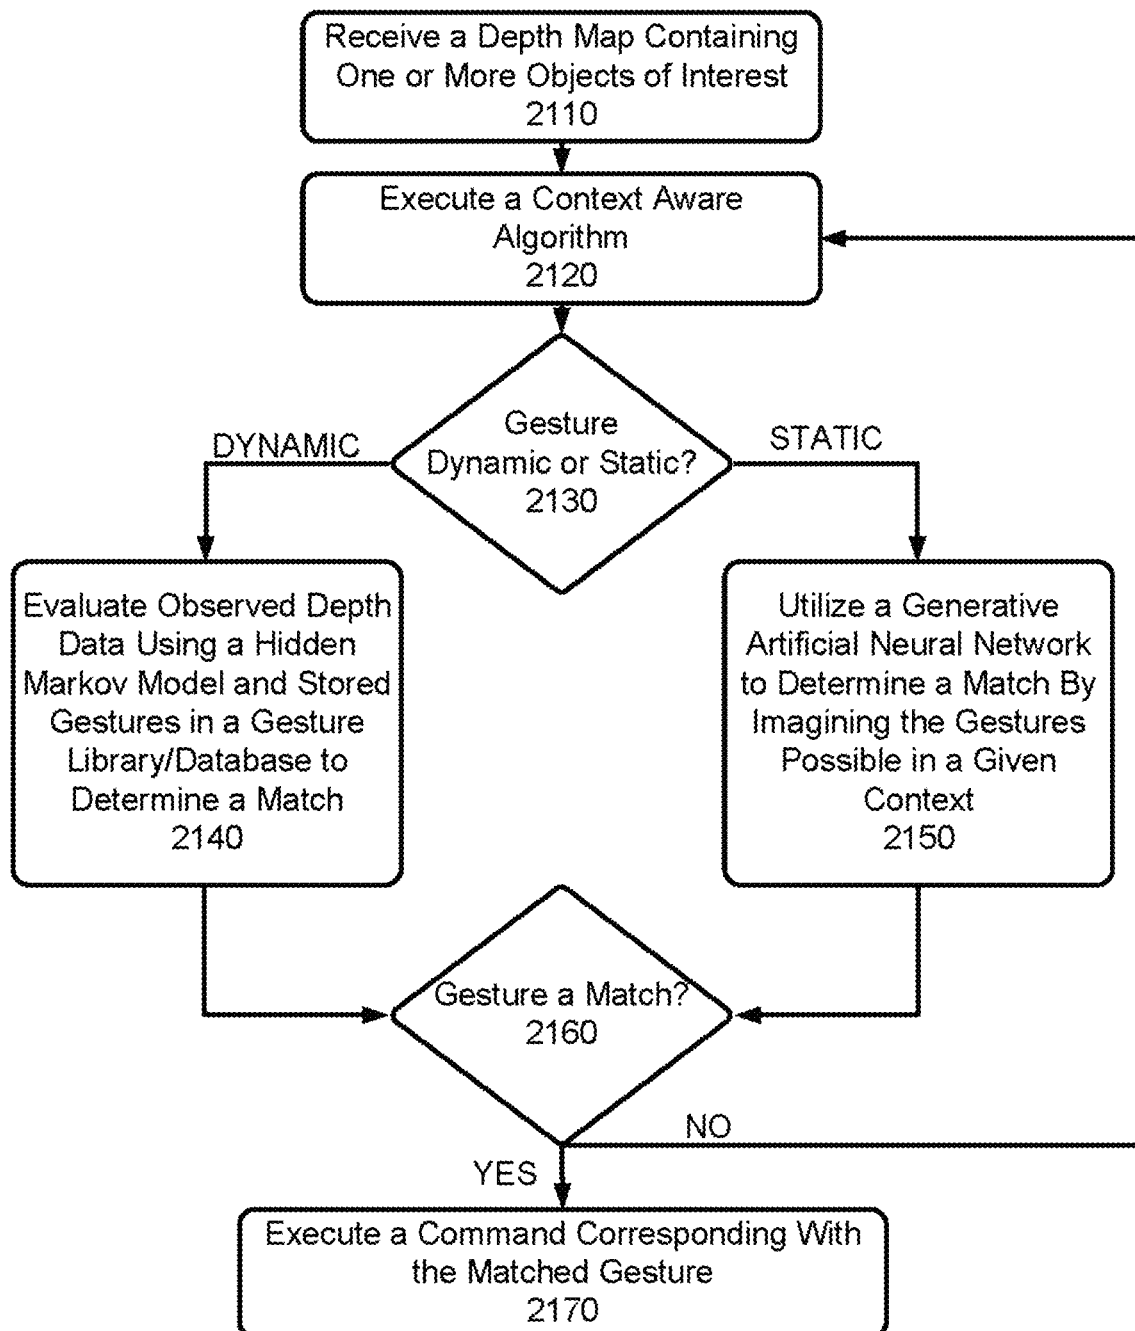 Receive a Depth Map Containing
One or More Objects of Interest
2110
Execute a Context Aware
Algorithm
2120
Gesture
Dynamic or Static?
2130
DYNAMIC
STATIC
Evaluate Observed Depth
Data Using a Hidden
Markov Model and Stored
Gestures in a Gesture
Library/Database to
Determine a Match
2140
Utilize a Generative
Artificial Neural Network
to Determine a Match By
Imagining the Gestures
Possible in a Given
Context
2150
Gesture a Match?
2160
NO
YES
Execute a Command Corresponding With
the Matched Gesture
2170